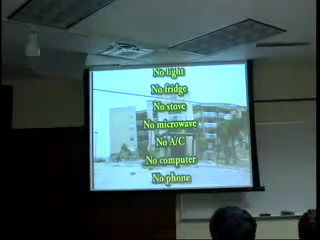 No light
No fridge
No stove
No microwave
No A/C
No computer
No phone